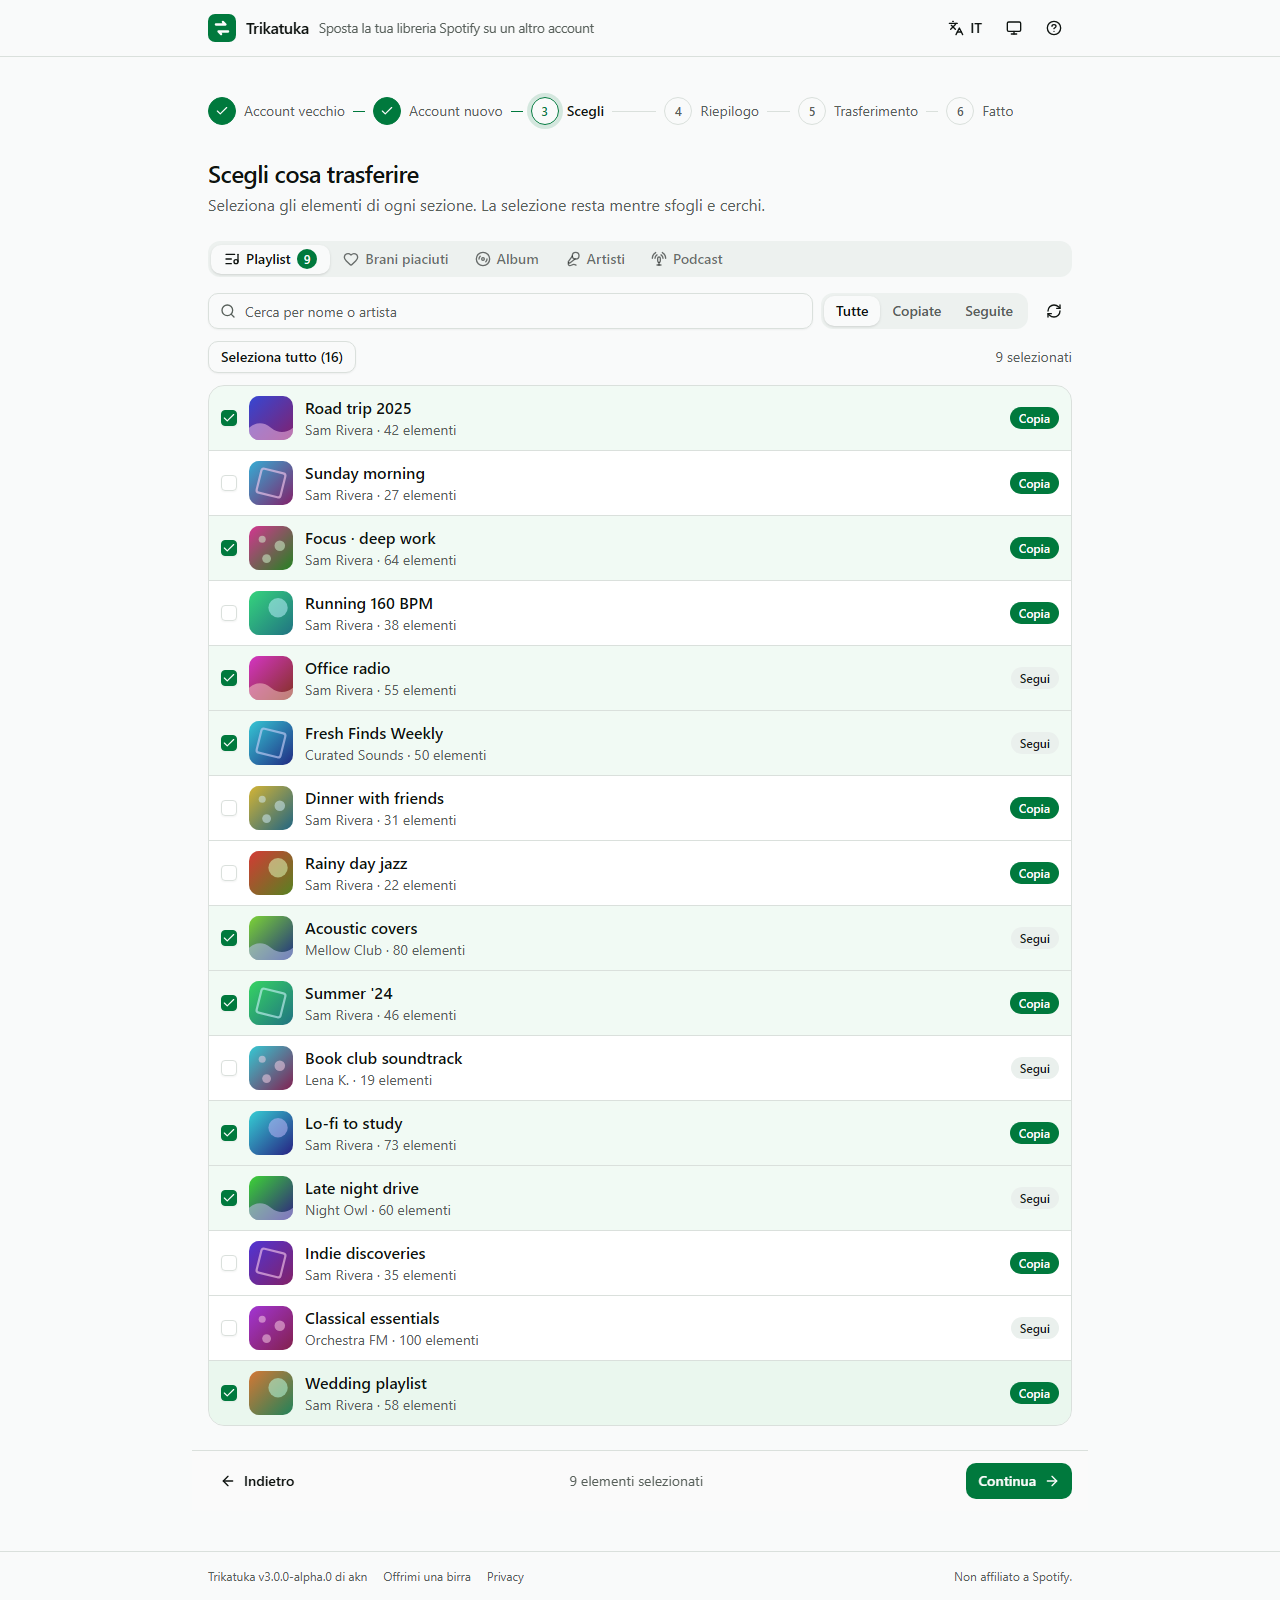 Trikatuka Sposta la tua libreria Spotify su un altro account IT
Account vecchio Account nuovo 3 Scegli 4 Riepilogo 5 Trasferimento 6 Fatto
Scegli cosa trasferire
Seleziona gli elementi di ogni sezione. La selezione resta mentre sfogli e cerchi.
Playlist 9 Brani piaciuti Album Artisti Podcast
Cerca per nome o artista Tutte Copiate Seguite
Seleziona tutto (16) 9 selezionati
Road trip 2025
Sam Rivera · 42 elementi
Copia
Sunday morning
Sam Rivera · 27 elementi
Copia
Focus · deep work
Sam Rivera · 64 elementi
Copia
Running 160 BPM
Sam Rivera · 38 elementi
Copia
Office radio
Sam Rivera · 55 elementi
Segui
Fresh Finds Weekly
Curated Sounds · 50 elementi
Segui
Dinner with friends
Sam Rivera · 31 elementi
Copia
Rainy day jazz
Sam Rivera · 22 elementi
Copia
Acoustic covers
Mellow Club · 80 elementi
Segui
Summer '24
Sam Rivera · 46 elementi
Copia
Book club soundtrack
Lena K. · 19 elementi
Segui
Lo-fi to study
Sam Rivera · 73 elementi
Copia
Late night drive
Night Owl · 60 elementi
Segui
Indie discoveries
Sam Rivera · 35 elementi
Copia
Classical essentials
Orchestra FM · 100 elementi
Segui
Wedding playlist
Sam Rivera · 58 elementi
Copia
Indietro 9 elementi selezionati Continua
Trikatuka v3.0.0-alpha.0 di akn Offrimi una birra Privacy Non affiliato a Spotify.